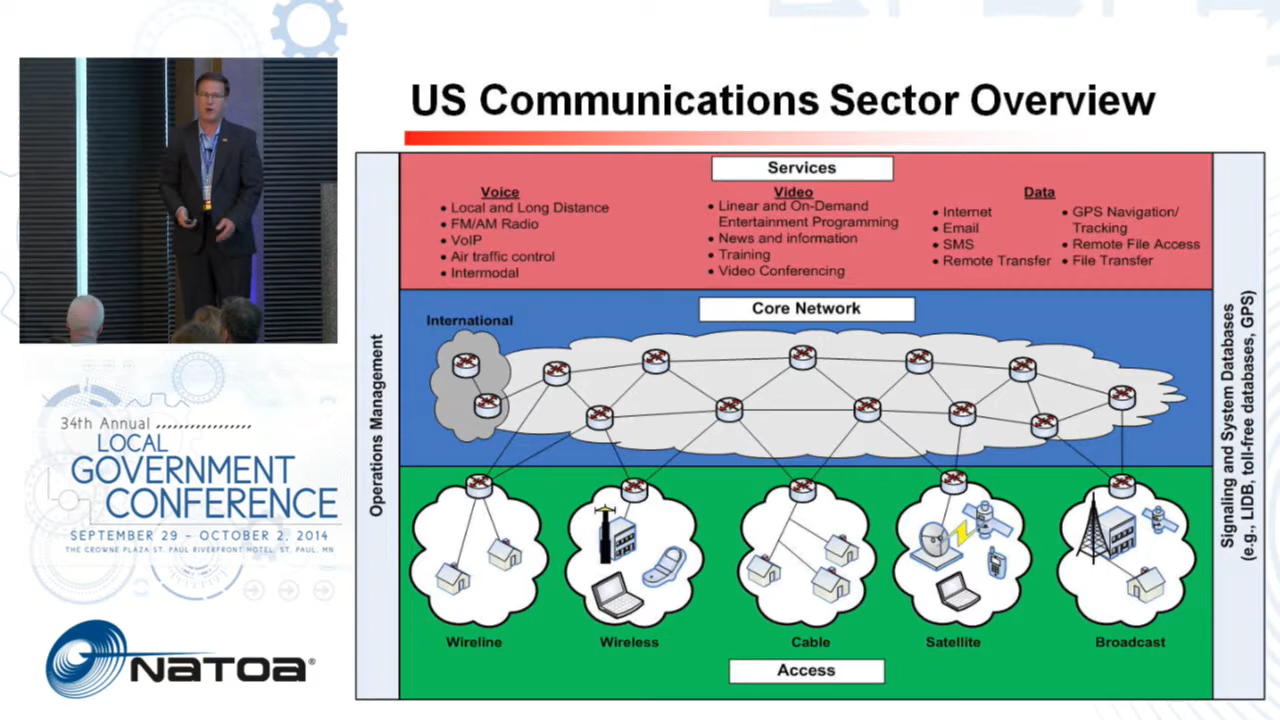 US Communications Sector Overview
Services
Voice
• Local and Long Distance
• FM/AM Radio
• VoIP
• Air traffic control
• Intermodal
Video
• Linear and On-Demand
Entertainment Programming
• News and information
• Training
• Video Conferencing
Data
• Internet
• Email
• SMS
• Remote Transfer
• GPS Navigation/
Tracking
• Remote File Access
• File Transfer
Core Network
International
Operations Management
Signaling and System Databases
(e.g., LIDB, toll-free databases, GPS)
Wireline
Wireless
Cable
Satellite
Broadcast
Access
34th Annual
LOCAL
GOVERNMENT
CONFERENCE
SEPTEMBER 29 - OCTOBER 2, 2014
THE CROWNE PLAZA ST. PAUL RIVERFRONT HOTEL, ST. PAUL, MN
NATOA®